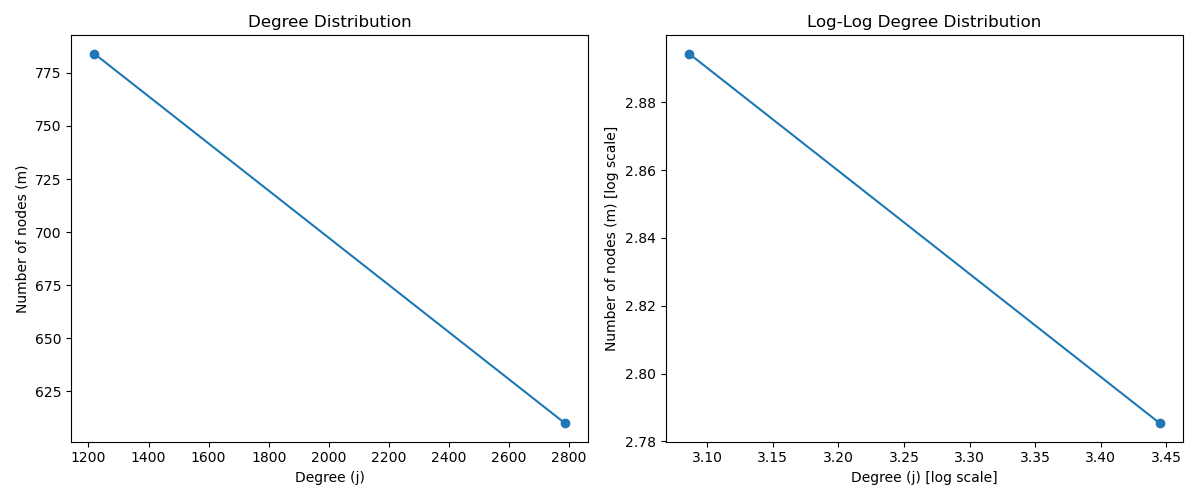 Degree Distribution
Number of nodes (m)
775
750
725
700
675
650
625
1200 1400 1600 1800 2000 2200 2400 2600 2800
Degree (j)
Log-Log Degree Distribution
Number of nodes (m) [log scale]
2.88
2.86
2.84
2.82
2.80
2.78
3.10 3.15 3.20 3.25 3.30 3.35 3.40 3.45
Degree (j) [log scale]